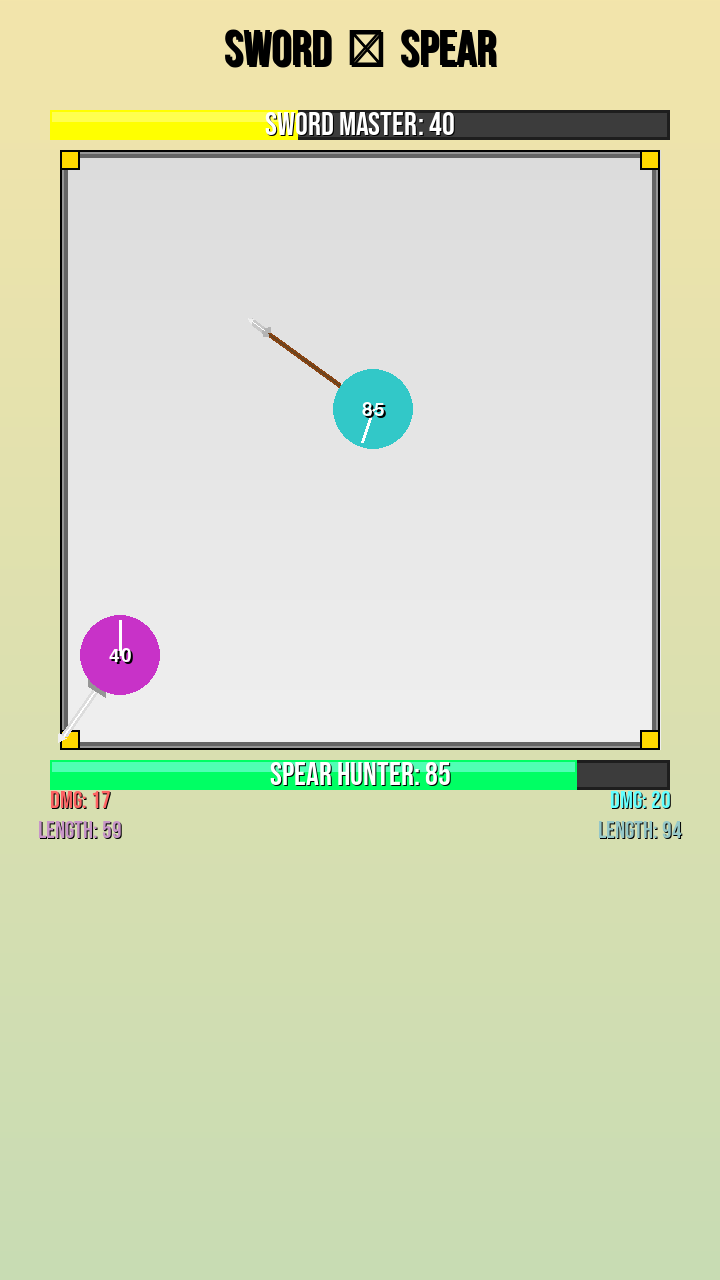 SWORD SPEAR
SWORD MASTER: 40
85
40
SPEAR HUNTER: 85
DMG: 17
DMG: 20
LENGTH: 59
LENGTH: 94